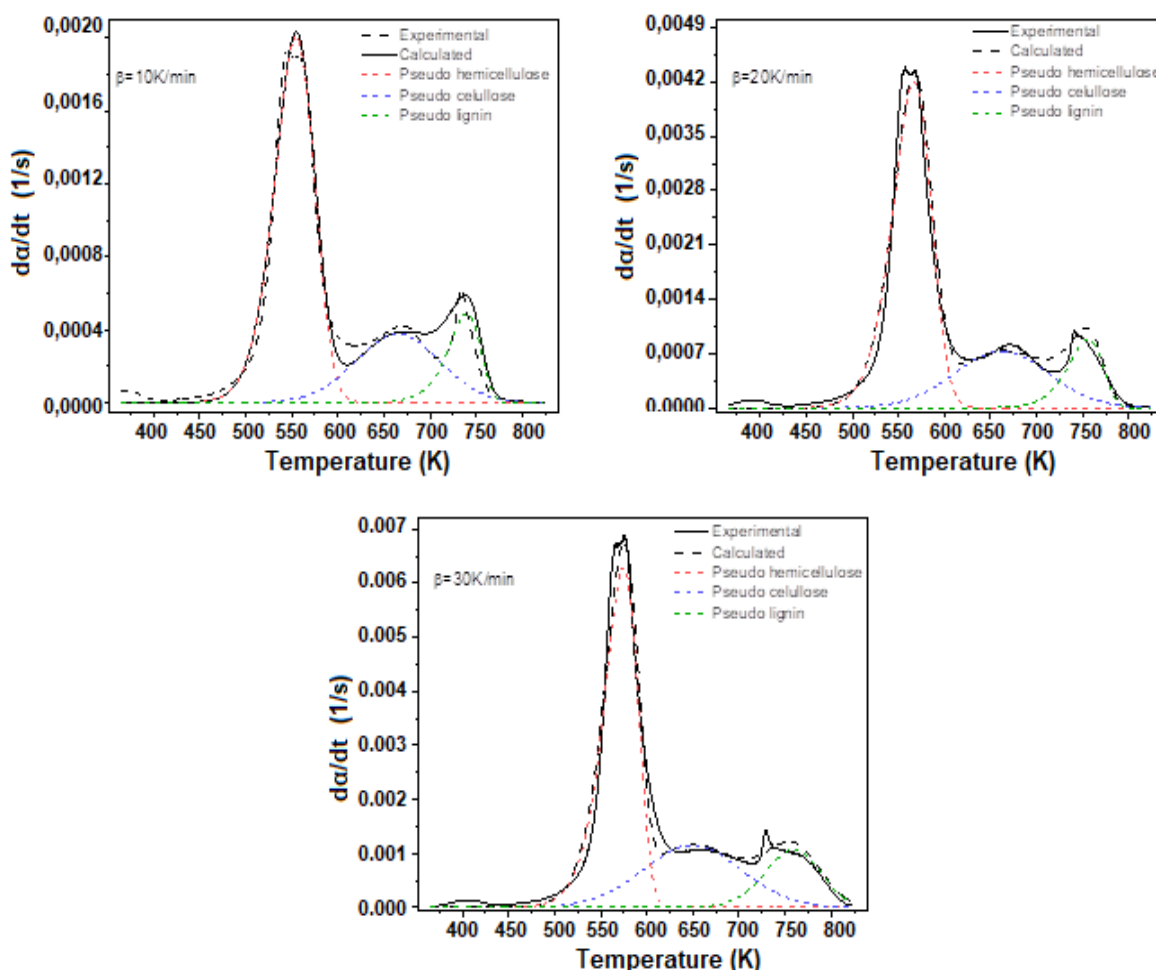 0,0020
0,0016
0,0012
0,0008
0,0004
0,0000
dα/dt (1/s)
β=10K/min
Experimental
Calculated
Pseudo hemicellulose
Pseudo celullose
Pseudo lignin
400 450 500 550 600 650 700 750 800
Temperature (K)
0,0049
0,0042
0,0035
0,0028
0,0021
0,0014
0,0007
0.0000
dα/dt (1/s)
β=20K/min
Experimental
Calculated
Pseudo hemicellulose
Pseudo celullose
Pseudo lignin
400 450 500 550 600 650 700 750 800
Temperature (K)
0.007
0.006
0.005
0.004
0.003
0.002
0.001
0.000
dα/dt (1/s)
β=30K/min
Experimental
Calculated
Pseudo hemicellulose
Pseudo celullose
Pseudo lignin
400 450 500 550 600 650 700 750 800
Temperature (K)